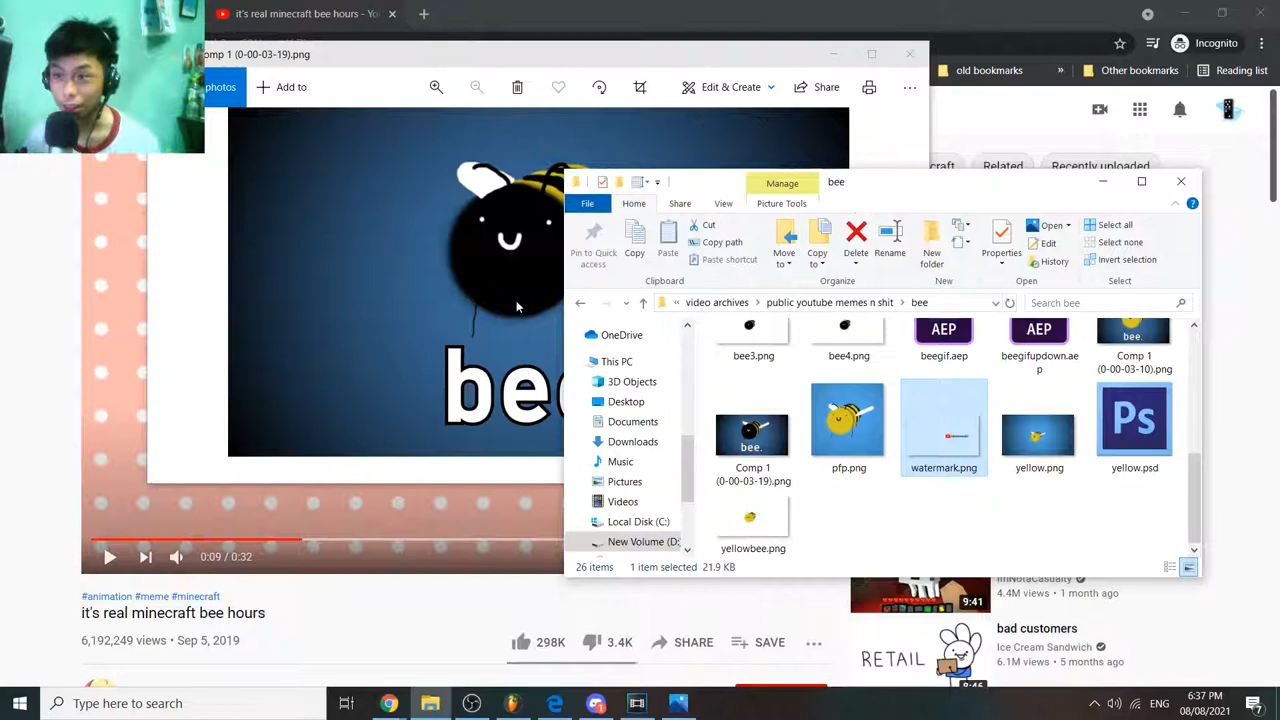 it's real minecraft bee hours - Yo
Incognito
old bookmarks
Other bookmarks
Reading list
omp 1 (0-00-03-19).png
photos
Add to
Edit & Create
Share
craft
Related
Recently uploaded
bee
Manage
bee
File
Home
Share
View
Picture Tools
Pin to Quick access
Copy
Paste
Cut
Copy path
Paste shortcut
Clipboard
Move to
Copy to
Delete
Rename
Organize
New folder
New
Properties
Open
Edit
History
Open
Select all
Select none
Invert selection
Select
video archives
public youtube memes n shit
bee
Search bee
OneDrive
This PC
3D Objects
Desktop
Documents
Downloads
Music
Pictures
Videos
Local Disk (C:)
New Volume (D:
AEP
AEP
bee.
bee3.png
bee4.png
beegif.aep
beegifupdown.ae
p
Comp 1
(0-00-03-10).png
bee.
Ps
Comp 1
(0-00-03-19).png
pfp.png
watermark.png
yellow.png
yellow.psd
yellowbee.png
26 items
1 item selected
21.9 KB
0:09 / 0:32
#animation #meme #minecraft
it's real minecraft bee hours
6,192,249 views • Sep 5, 2019
298K
3.4K
SHARE
SAVE
ImNotaCasualty
4.4M views • 1 month ago
9:41
bad customers
Ice Cream Sandwich
6.1M views • 5 months ago
RETAIL
Type here to search
ENG
6:37 PM
08/08/2021
7